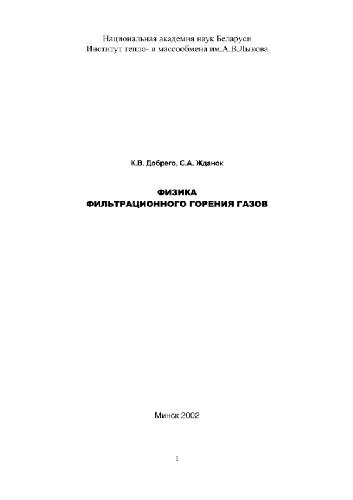 Национальная академия наук Беларуси
Институт тепло- и массообмена им.А.В.Лыкова
К.В. Добрего, С.А. Жданок
ФИЗИКА
ФИЛЬТРАЦИОННОГО ГОРЕНИЯ ГАЗОВ
Минск 2002
1